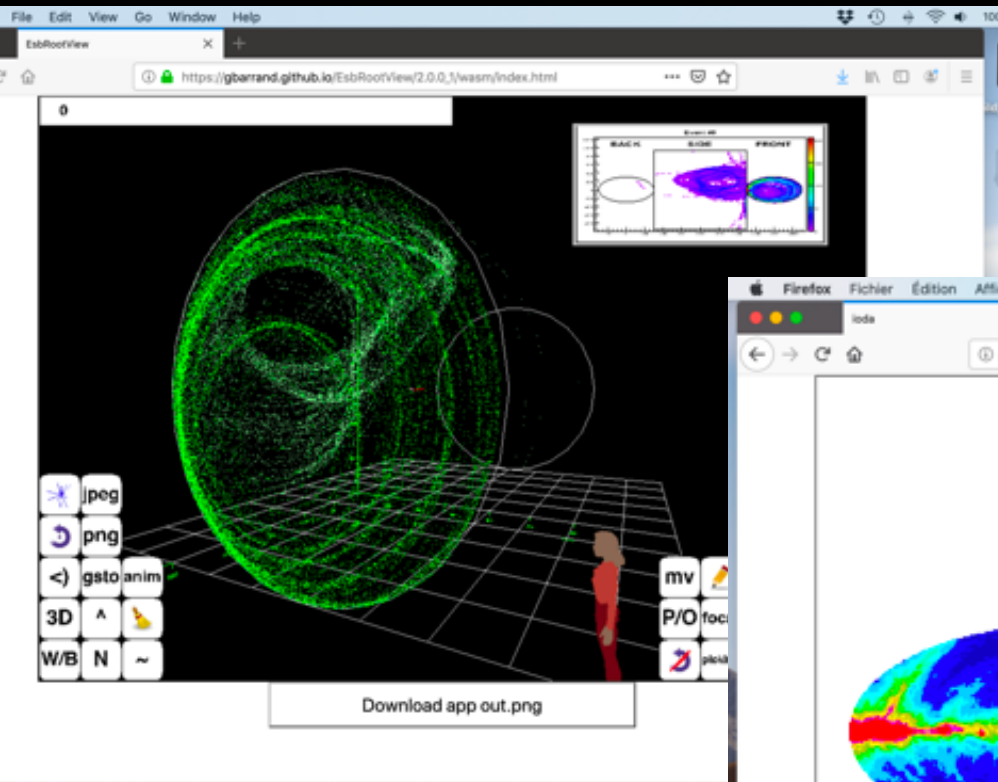 File Edit View Go Window Help
EsbRootView
https://gbarrand.github.io/EsbRootView/2.0.0_1/wasm/index.html
0
BACK SIDE FRONT
jpeg
png
<) gsto anim
3D ^
W/B N ~
mv
P/O
Download app out.png
Firefox Fichier Édition
ioda